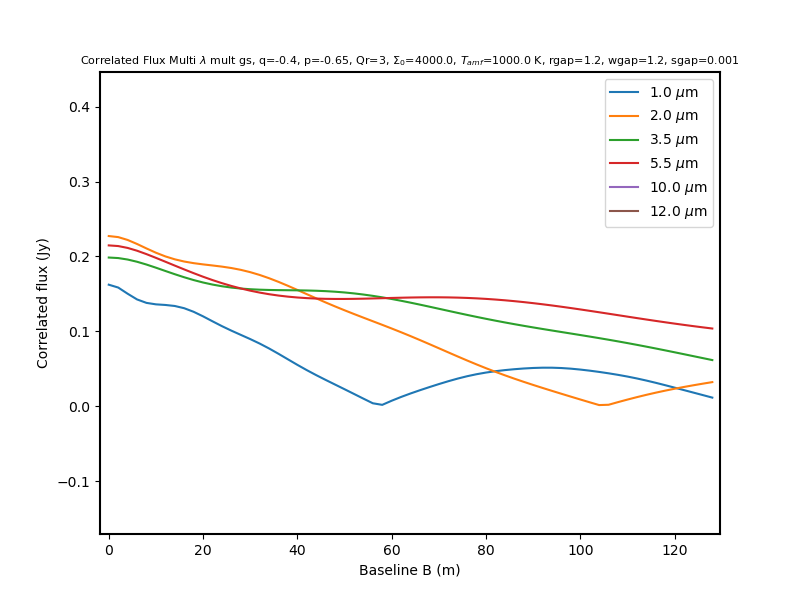 Correlated Flux Multi λ mult gs, q=-0.4, p=-0.65, Qr=3, Σ₀=4000.0, Tamf=1000.0 K, rgap=1.2, wgap=1.2, sgap=0.001
1.0 μm
2.0 μm
3.5 μm
5.5 μm
10.0 μm
12.0 μm
0.4
0.3
0.2
0.1
0.0
−0.1
Correlated flux (Jy)
0 20 40 60 80 100 120
Baseline B (m)